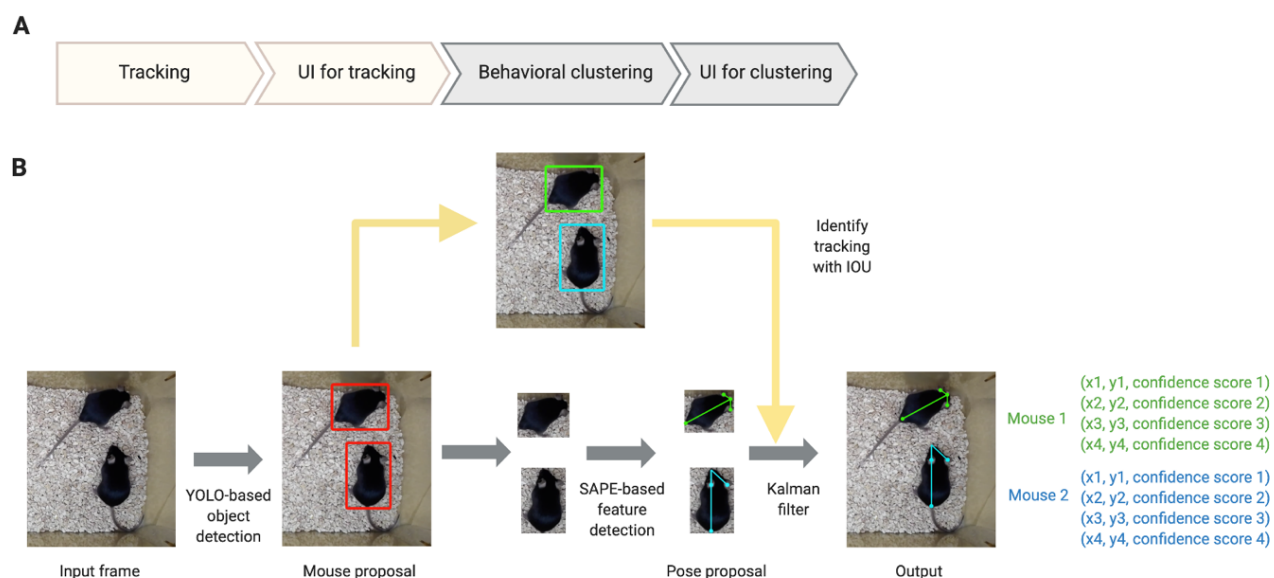 A
Tracking
UI for tracking
Behavioral clustering
UI for clustering
B
Identify
tracking
with IOU
YOLO-based
object
detection
SAPE-based
feature
detection
Kalman
filter
Mouse 1
(x1, y1, confidence score 1)
(x2, y2, confidence score 2)
(x3, y3, confidence score 3)
(x4, y4, confidence score 4)
Mouse 2
(x1, y1, confidence score 1)
(x2, y2, confidence score 2)
(x3, y3, confidence score 3)
(x4, y4, confidence score 4)
Input frame
Mouse proposal
Pose proposal
Output